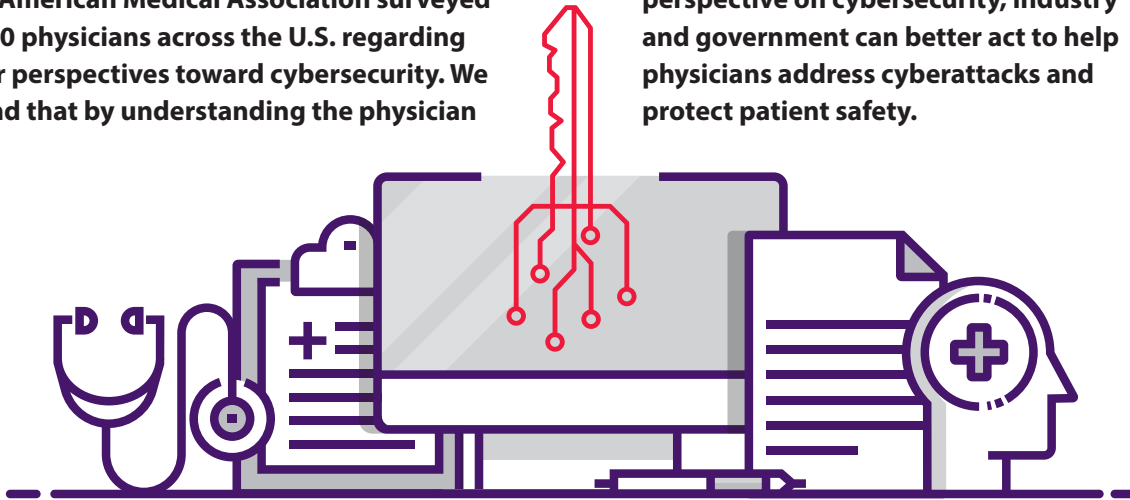 American Medical Association surveyed
0 physicians across the U.S. regarding
perspectives toward cybersecurity. We
that by understanding the physician
perspective on cybersecurity, industry
and government can better act to help
physicians address cyberattacks and
protect patient safety.